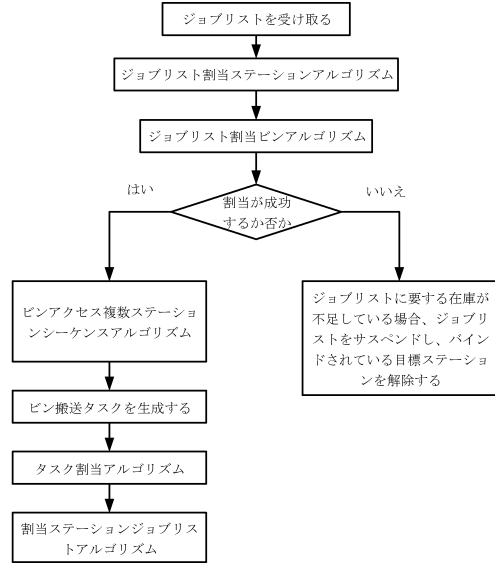 ジョブリストを受け取る
ジョブリスト割当ステーションアルゴリズム
ジョブリスト割当ビンアルゴリズム
割当が成功
するか否か
はい
いいえ
ビンアクセス複数ステーショ
ンシーケンスアルゴリズム
ジョブリストに要する在庫が
不足している場合、ジョブリ
ストをサスペンドし、バイン
ドされている目標ステーショ
ンを解除する
ビン搬送タスクを生成する
タスク割当アルゴリズム
割当ステーションジョブリス
トアルゴリズム